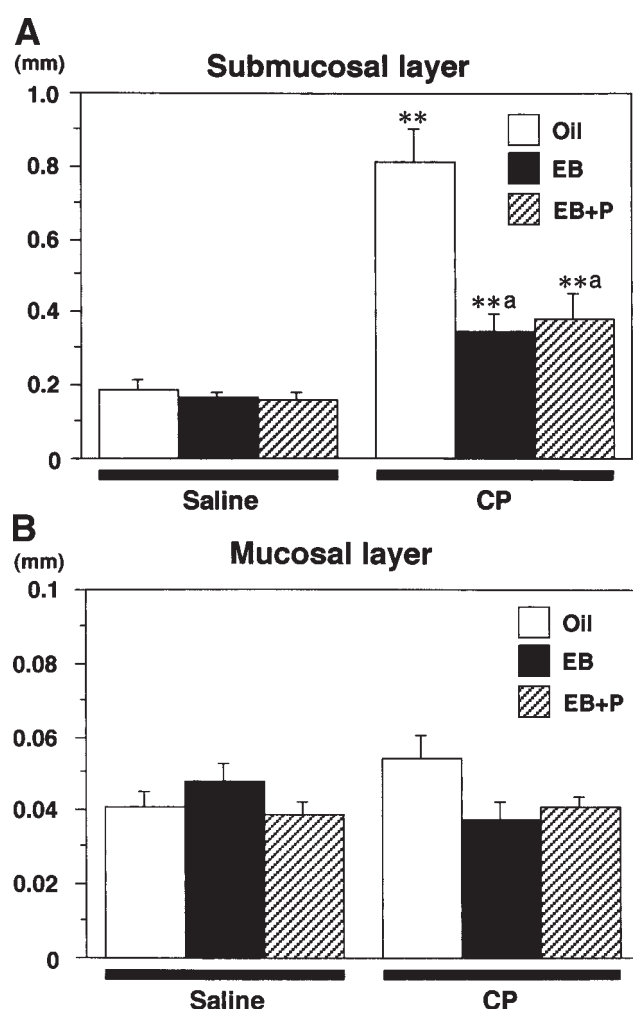 A
(mm)
Submucosal layer
1.0
0.8
0.6
0.4
0.2
0
**
**a
**a
Oil
EB
EB+P
Saline
CP
B
(mm)
Mucosal layer
0.1
0.08
0.06
0.04
0.02
0
Oil
EB
EB+P
Saline
CP